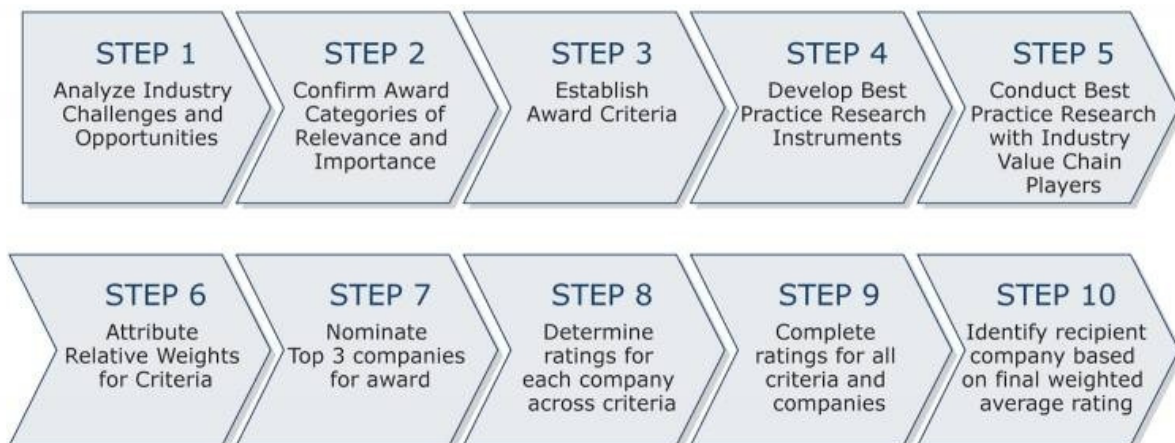 STEP 1
Analyze Industry
Challenges and
Opportunities
STEP 2
Confirm Award
Categories of
Relevance and
Importance
STEP 3
Establish
Award Criteria
STEP 4
Develop Best
Practice Research
Instruments
STEP 5
Conduct Best
Practice Research
with Industry
Value Chain
Players
STEP 6
Attribute
Relative Weights
for Criteria
STEP 7
Nominate
Top 3 companies
for award
STEP 8
Determine
ratings for
each company
across criteria
STEP 9
Complete
ratings for all
criteria and
companies
STEP 10
Identify recipient
company based
on final weighted
average rating